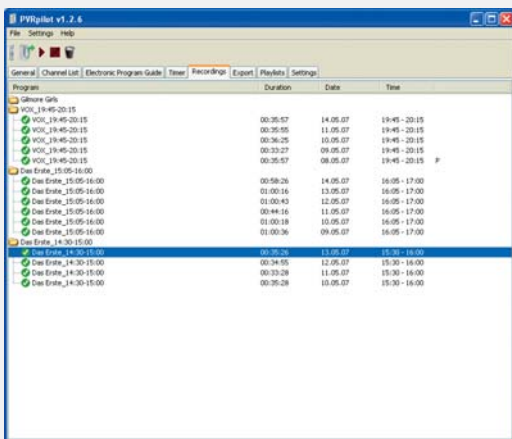 PVRpilot v1.2.6
File Settings Help
General Channel List Electronic Program Guide Timer Recordings Export Playlists Settings
Program Duration Date Time
Gilmore Girls
VOX_19:45-20:15
VOX_19:45-20:15 00:35:57 14.05.07 19:45 - 20:15
VOX_19:45-20:15 00:35:55 11.05.07 19:45 - 20:15
VOX_19:45-20:15 00:36:25 10.05.07 19:45 - 20:15
VOX_19:45-20:15 00:33:27 09.05.07 19:45 - 20:15
VOX_19:45-20:15 00:35:57 08.05.07 19:45 - 20:15 P
Das Erste_15:05-16:00
Das Erste_15:05-16:00 00:58:26 14.05.07 16:05 - 17:00
Das Erste_15:05-16:00 01:00:16 13.05.07 16:05 - 17:00
Das Erste_15:05-16:00 01:00:43 12.05.07 16:05 - 17:00
Das Erste_15:05-16:00 00:44:16 11.05.07 16:05 - 17:00
Das Erste_15:05-16:00 01:00:18 10.05.07 16:05 - 17:00
Das Erste_15:05-16:00 01:00:36 09.05.07 16:05 - 17:00
Das Erste_14:30-15:00
Das Erste_14:30-15:00 00:35:26 13.05.07 15:30 - 16:00
Das Erste_14:30-15:00 00:34:55 12.05.07 15:30 - 16:00
Das Erste_14:30-15:00 00:33:28 11.05.07 15:30 - 16:00
Das Erste_14:30-15:00 00:35:28 10.05.07 15:30 - 16:00